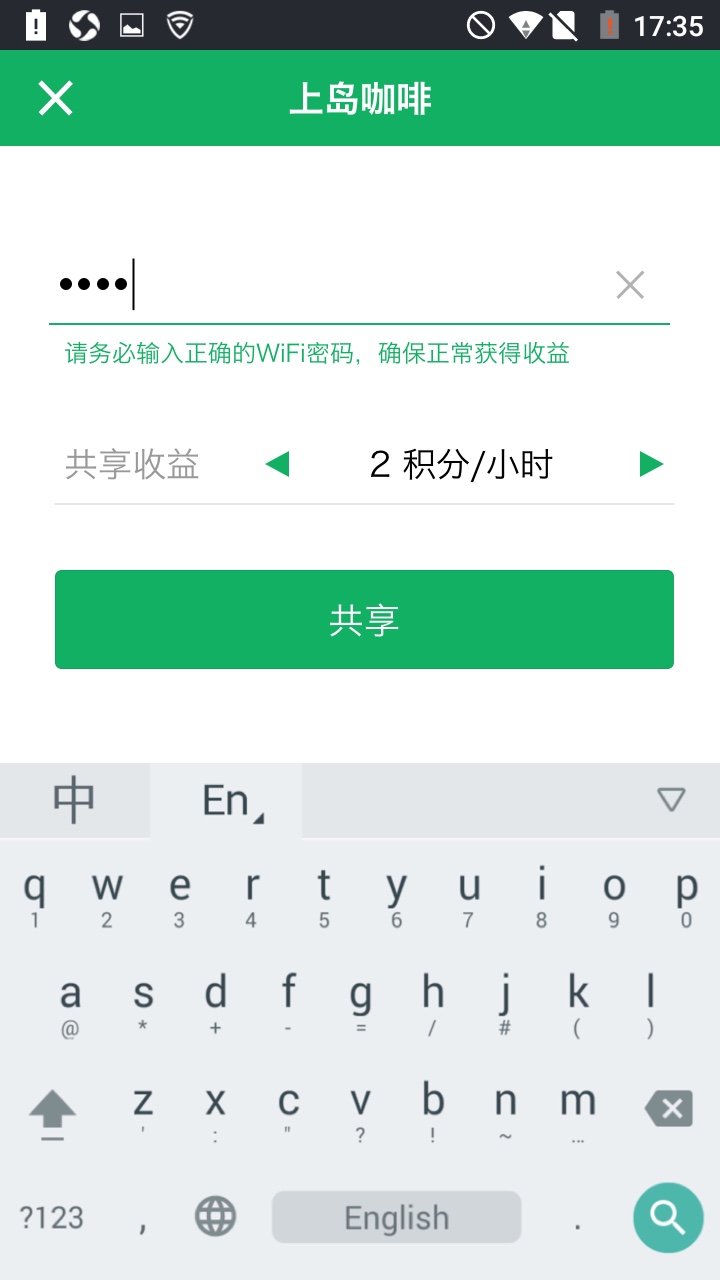 17:35
上岛咖啡
••••
请务必输入正确的WiFi密码，确保正常获得收益
共享收益 2 积分/小时
共享
中 En
q w e r t y u i o p
1 2 3 4 5 6 7 8 9 0
a s d f g h j k l
@ * + - = / # ( )
z x c v b n m
' : " ? ! ~ ...
?123 , English .